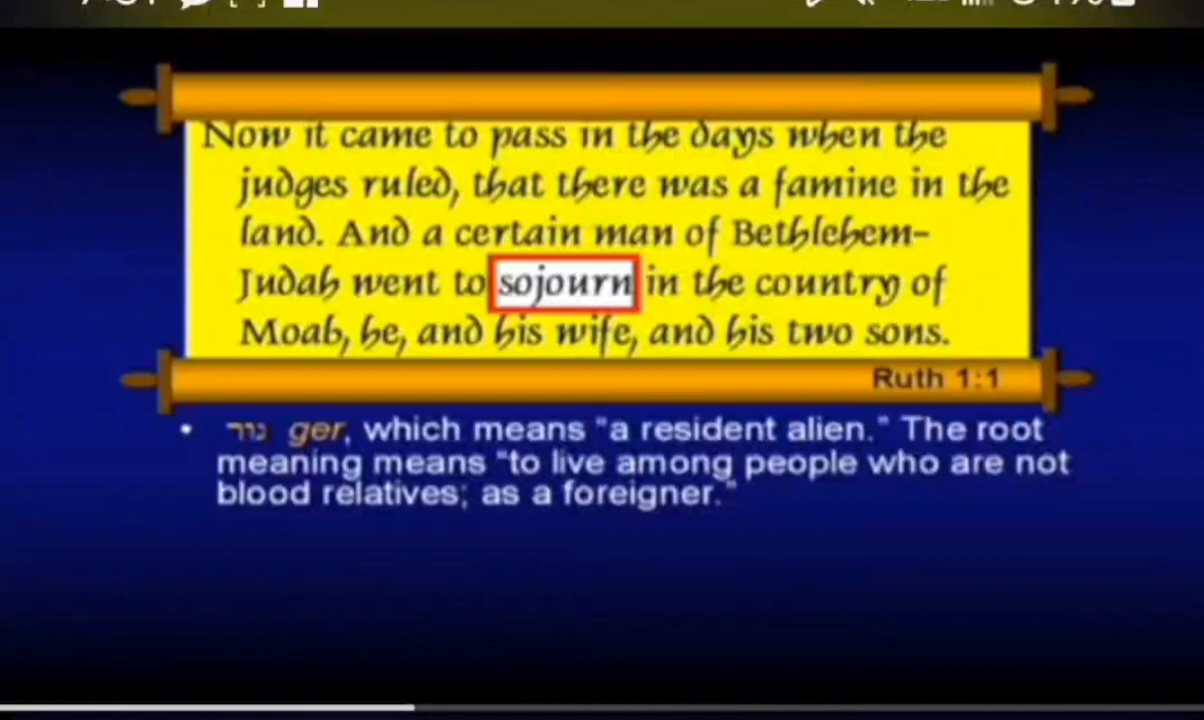 Now it came to pass in the days when the
judges ruled, that there was a famine in the
land. And a certain man of Bethlehem-
Judah went to sojourn in the country of
Moab, he, and his wife, and his two sons.
Ruth 1:1
• גור ger, which means "a resident alien." The root
meaning means "to live among people who are not
blood relatives; as a foreigner."